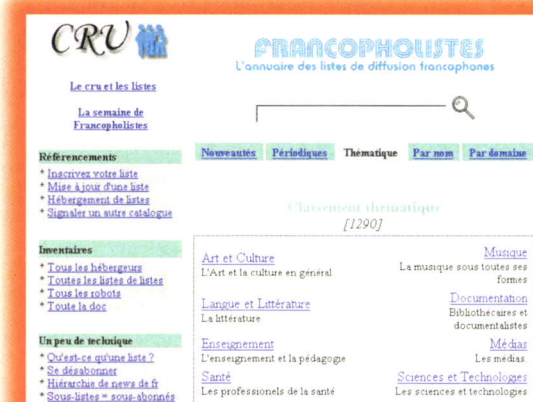 CRU
Le cru et les listes
La semaine de
Francopholistes
Référencements
* Inscrivez votre liste
* Mise à jour d'une liste
* Hébergement de listes
* Signaler un autre catalogue
Inventaires
* Tous les hébergeurs
* Toutes les listes de listes
* Tous les robots
* Toute la doc
Un peu de technique
* Qu'est-ce qu'une liste ?
* Se désabonner
* Hiérarchie de news de fr
* Sous-listes = sous-abonnés
FRANCOPHOLISTES
L'annuaire des listes de diffusion francophones
Nouveautés Périodiques Thématique Par nom Par domaine
Classement thématique
[1290]
Art et Culture
L'Art et la culture en général
Musique
La musique sous toutes ses
formes
Langue et Littérature
La littérature
Documentation
Bibliothécaires et
documentalistes
Enseignement
L'enseignement et la pédagogie
Médias
Les médias.
Santé
Les professionels de la santé
Sciences et Technologies
Les sciences et technologies